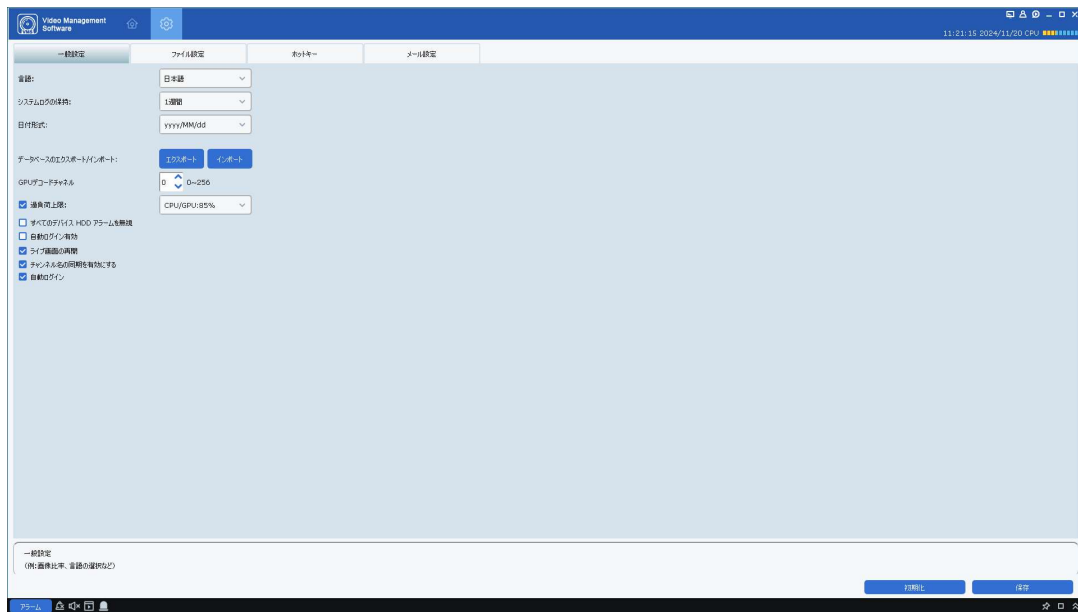 Video Management
Software
11:21:15 2024/11/20 CPU
一般設定
ファイル設定
ホットキー
メール設定
言語:
日本語
システムログの保持:
1週間
日付形式:
yyyy/MM/dd
データベースのエクスポート/インポート:
エクスポート
インポート
GPUデコードチャネル
0
0~256
過負荷上限:
CPU/GPU:85%
すべてのデバイス HDD アラームを無視
自動ログイン有効
ライブ画面の再開
チャンネル名の同期を有効にする
自動ログイン
一般設定
(例:画像比率、言語の選択など)
初期化
保存
アラーム